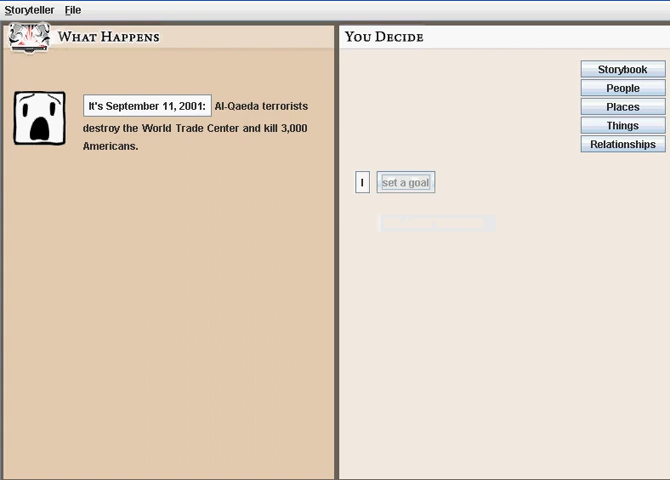 Storyteller File
What Happens
It's September 11, 2001: Al-Qaeda terrorists
destroy the World Trade Center and kill 3,000
Americans.
You Decide
Storybook
People
Places
Things
Relationships
I set a goal